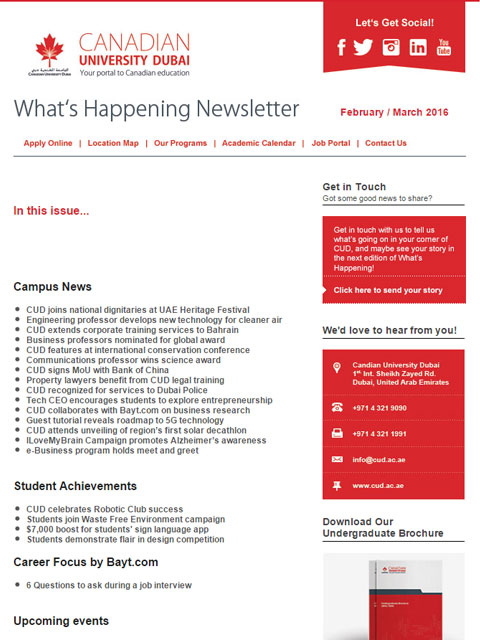 Let's Get Social!
You
Tube
CANADIAN
UNIVERSITY DUBAI
Your portal to Canadian education
What's Happening Newsletter
February / March 2016
Apply Online | Location Map | Our Programs | Academic Calendar | Job Portal | Contact Us
In this issue...
Campus News
CUD joins national dignitaries at UAE Heritage Festival
Engineering professor develops new technology for cleaner air
CUD extends corporate training services to Bahrain
Business professors nominated for global award
CUD features at international conservation conference
Communications professor wins science award
CUD signs MoU with Bank of China
Property lawyers benefit from CUD legal training
CUD recognized for services to Dubai Police
Tech CEO encourages students to explore entrepreneurship
CUD collaborates with Bayt.com on business research
Guest tutorial reveals roadmap to 5G technology
CUD attends unveiling of region's first solar decathlon
ILoveMyBrain Campaign promotes Alzheimer's awareness
e-Business program holds meet and greet
Student Achievements
CUD celebrates Robotic Club success
Students join Waste Free Environment campaign
$7,000 boost for students' sign language app
Students demonstrate flair in design competition
Career Focus by Bayt.com
6 Questions to ask during a job interview
Upcoming events
Get in Touch
Got some good news to share?
Get in touch with us to tell us
what's going on in your corner of
CUD, and maybe see your story in
the next edition of What's
Happening!
Click here to send your story
We'd love to hear from you!
Candian University Dubai
1st Int. Sheikh Zayed Rd.
Dubai, United Arab Emirates
+971 4 321 9090
+971 4 321 1991
info@cud.ac.ae
www.cud.ac.ae
Download Our
Undergraduate Brochure